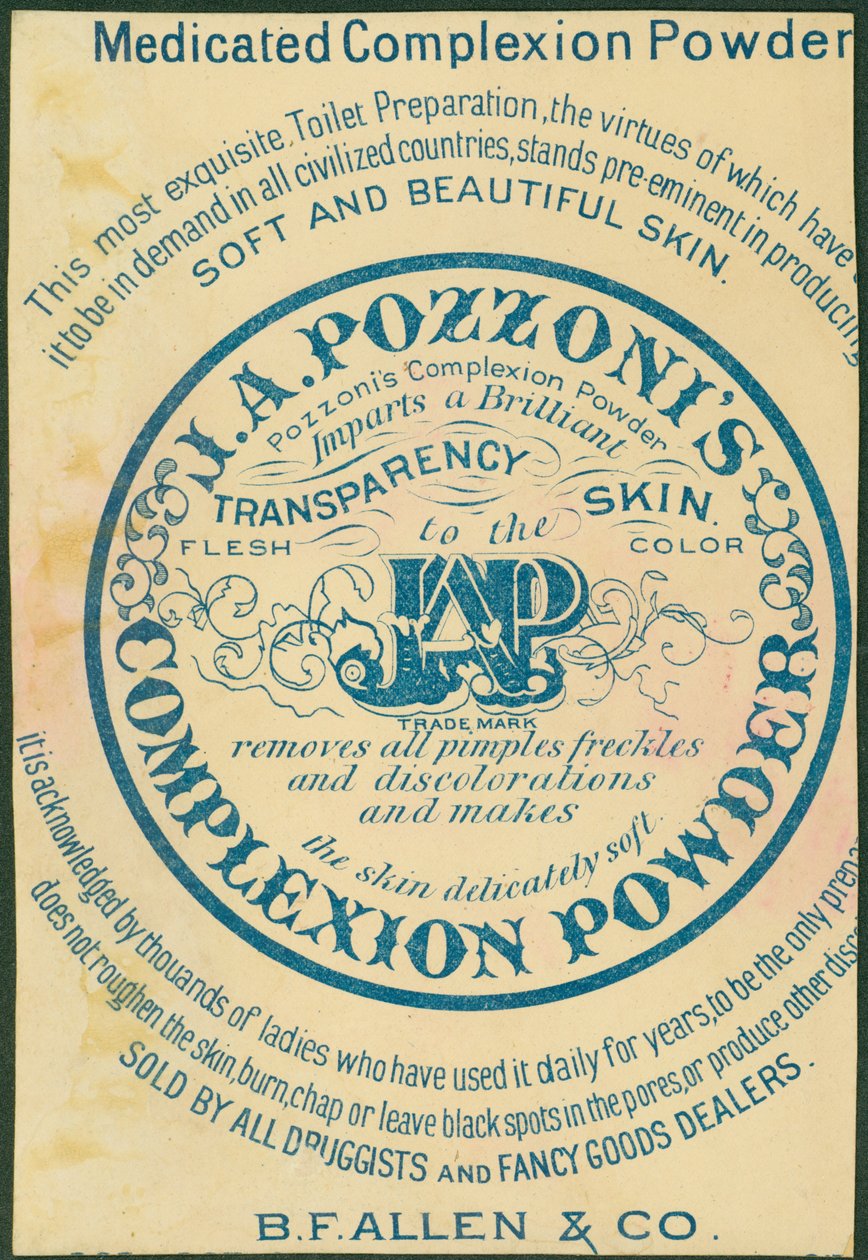 Medicated Complexion Powder
This most exquisite Toilet Preparation, the virtues of which have
it to be in demand in all civilized countries, stands pre-eminent in producing
SOFT AND BEAUTIFUL SKIN.
J.A. POZZONI'S
Pozzoni's Complexion Powder
Imparts a Brilliant
TRANSPARENCY
to the
SKIN.
FLESH
COLOR
JAP
TRADE MARK
removes all pimples freckles
and discolorations
and makes
the skin delicately soft.
COMPLEXION POWDER
it is acknowledged by thouands of ladies who have used it daily for years, to be the only
does not roughen the skin, burn, chap or leave black spots in the pores, or produce other
SOLD BY ALL DRUGGISTS AND FANCY GOODS DEALERS.
B.F. ALLEN & CO.